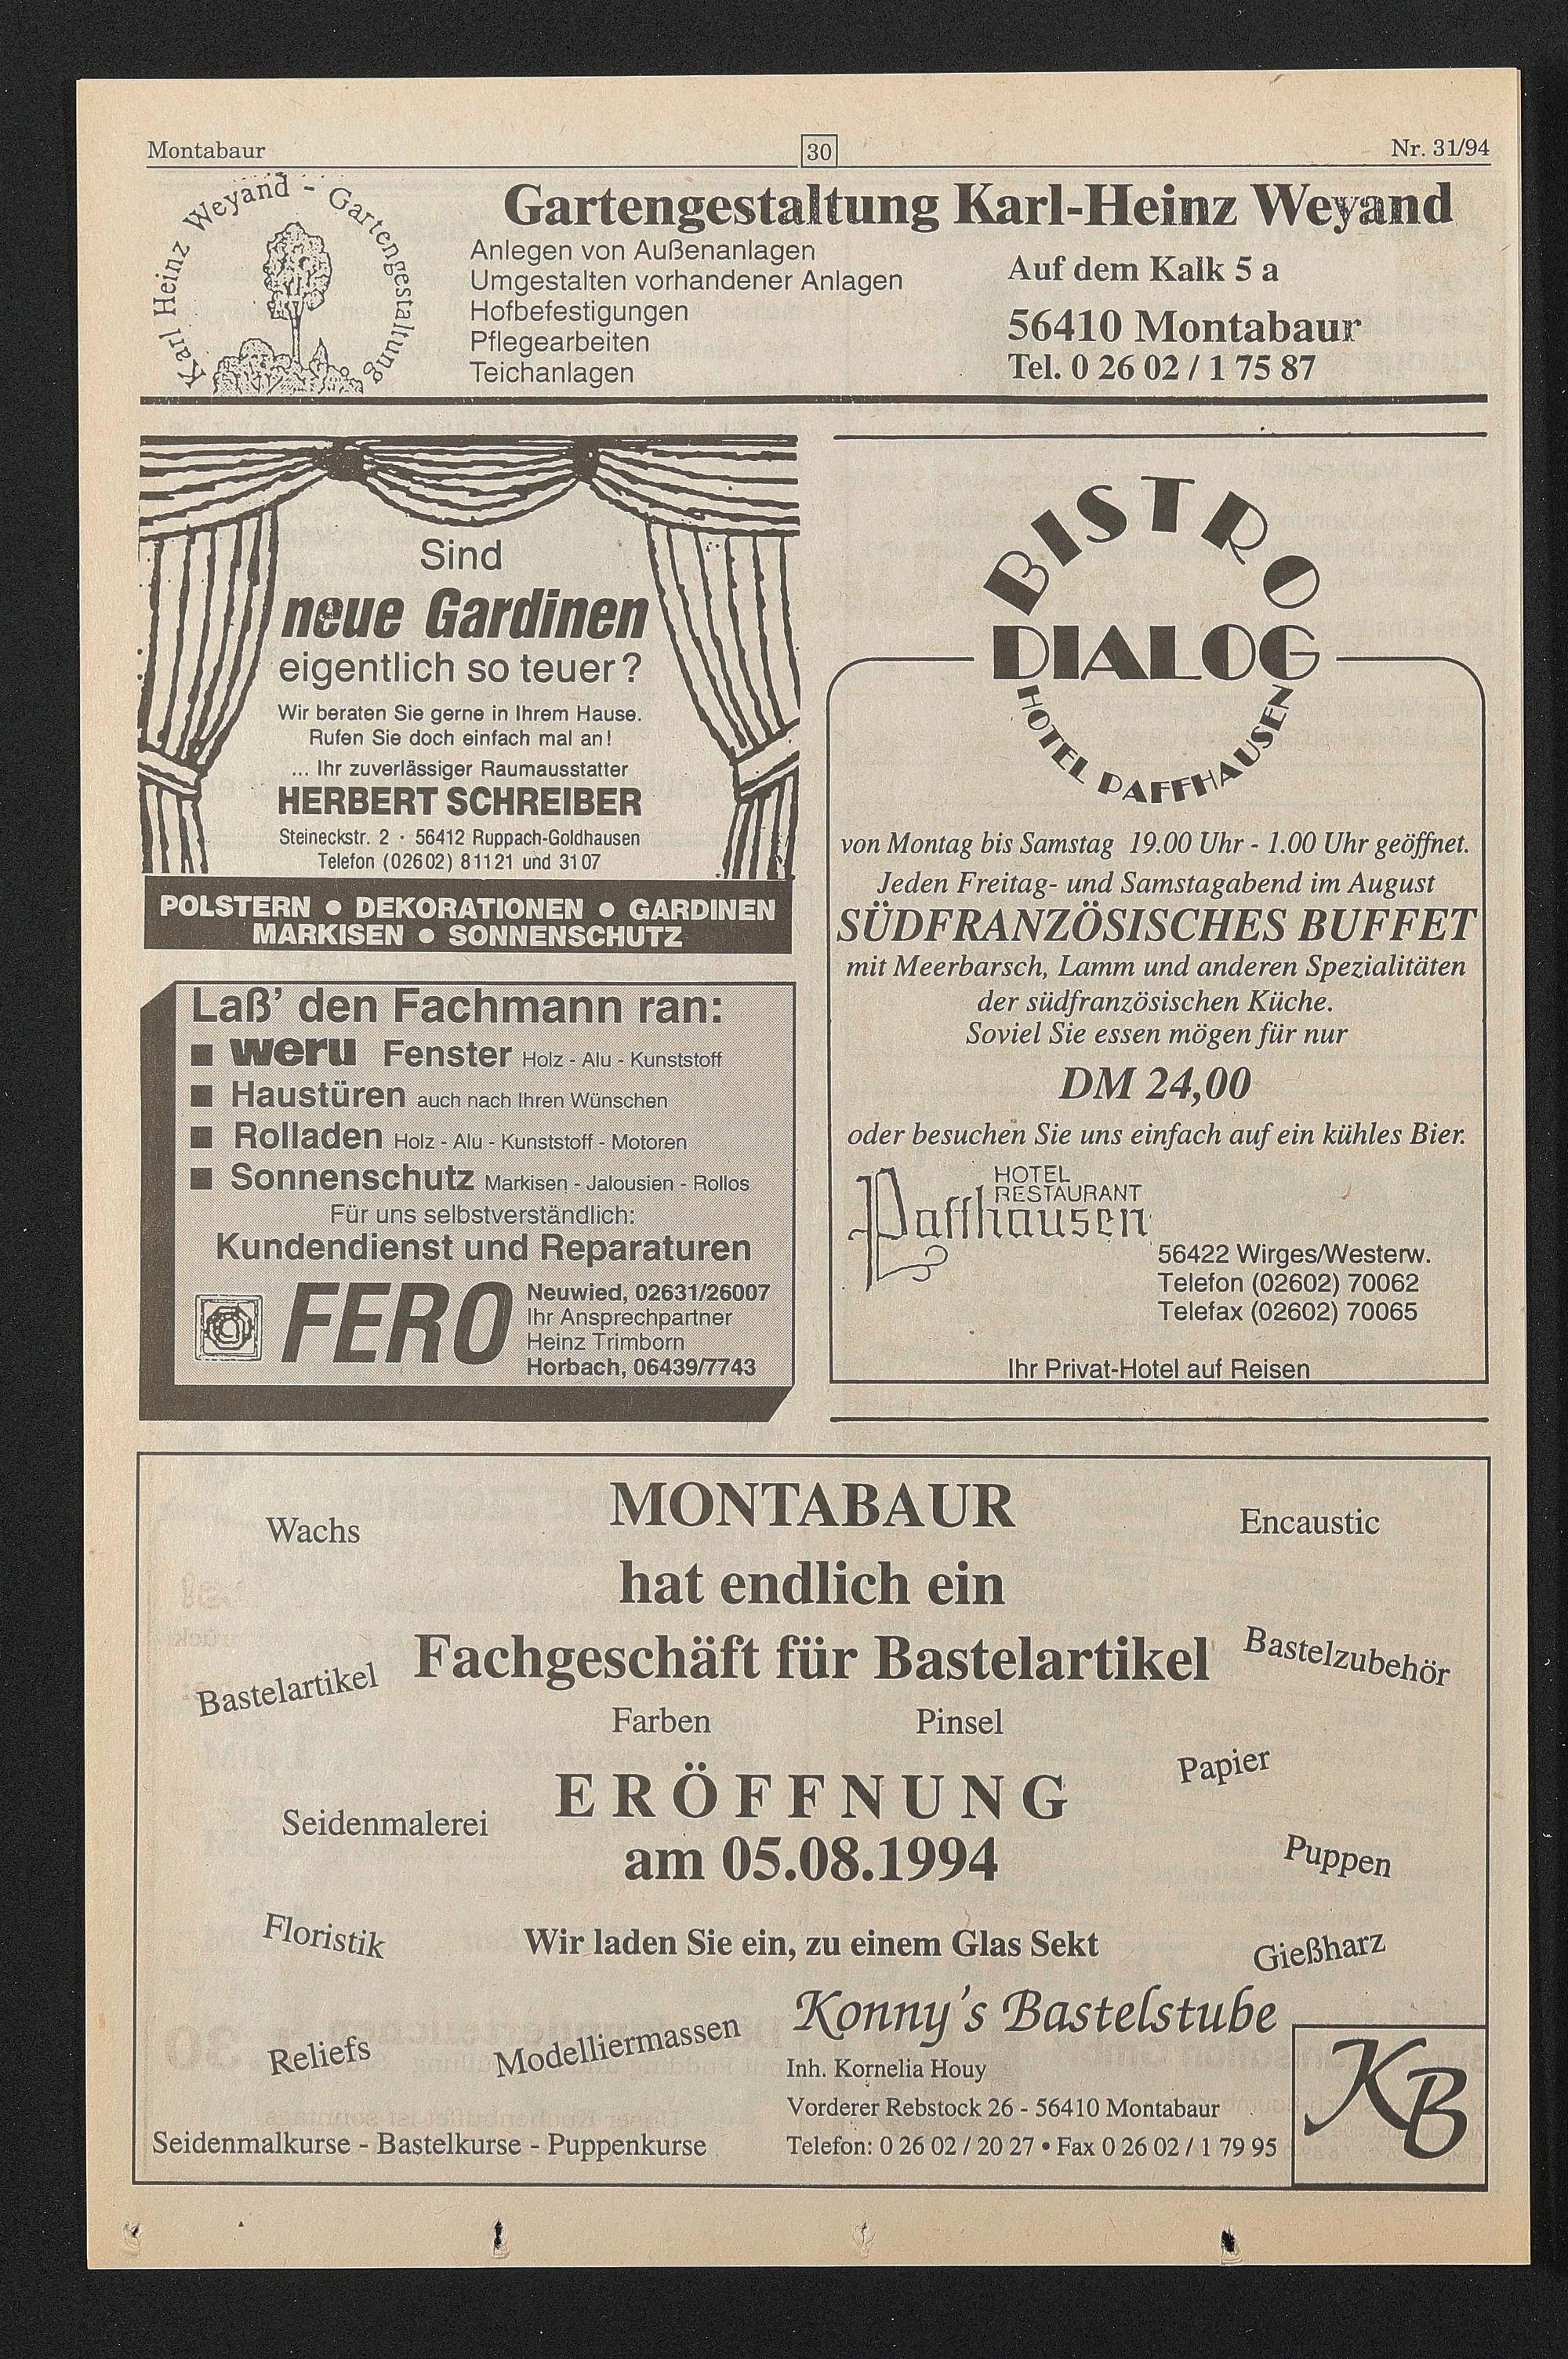 Montabaur
30
Nr. 31/94
Karl Heinz Weyand - Gartengestaltung
Gartengestaltung Karl-Heinz Weyand
Anlegen von Außenanlagen
Umgestalten vorhandener Anlagen
Hofbefestigungen
Pflegearbeiten
Teichanlagen
Auf dem Kalk 5 a
56410 Montabaur
Tel. 0 26 02 / 1 75 87
Sind
neue Gardinen
eigentlich so teuer?
Wir beraten Sie gerne in Ihrem Hause.
Rufen Sie doch einfach mal an!
... Ihr zuverlässiger Raumausstatter
HERBERT SCHREIBER
Steineckstr. 2 · 56412 Ruppach-Goldhausen
Telefon (02602) 81121 und 3107
POLSTERN ● DEKORATIONEN ● GARDINEN
MARKISEN ● SONNENSCHUTZ
Laß' den Fachmann ran:
■ weru Fenster Holz - Alu - Kunststoff
■ Haustüren auch nach Ihren Wünschen
■ Rolladen Holz - Alu - Kunststoff - Motoren
■ Sonnenschutz Markisen - Jalousien - Rollos
Für uns selbstverständlich:
Kundendienst und Reparaturen
FERO
Neuwied, 02631/26007
Ihr Ansprechpartner
Heinz Trimborn
Horbach, 06439/7743
BISTRO
DIALOG
HOTEL PAFFHAUSEN
von Montag bis Samstag 19.00 Uhr - 1.00 Uhr geöffnet.
Jeden Freitag- und Samstagabend im August
SÜDFRANZÖSISCHES BUFFET
mit Meerbarsch, Lamm und anderen Spezialitäten
der südfranzösischen Küche.
Soviel Sie essen mögen für nur
DM 24,00
oder besuchen Sie uns einfach auf ein kühles Bier.
HOTEL
RESTAURANT
Paffhausen
56422 Wirges/Westerw.
Telefon (02602) 70062
Telefax (02602) 70065
Ihr Privat-Hotel auf Reisen
MONTABAUR
Wachs
Encaustic
hat endlich ein
Fachgeschäft für Bastelartikel
Bastelzubehör
Bastelartikel
Farben
Pinsel
Papier
ERÖFFNUNG
Seidenmalerei
am 05.08.1994
Puppen
Floristik
Wir laden Sie ein, zu einem Glas Sekt
Gießharz
Konny's Bastelstube
Reliefs
Modelliermassen
Inh. Kornelia Houy
Vorderer Rebstock 26 - 56410 Montabaur
Seidenmalkurse - Bastelkurse - Puppenkurse
Telefon: 0 26 02 / 20 27 • Fax 0 26 02 / 1 79 95
KB